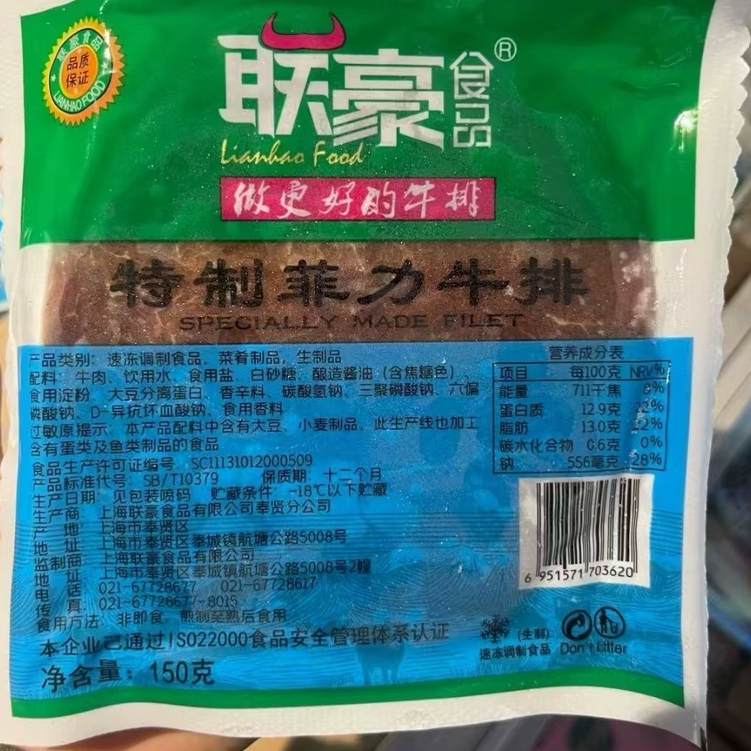 联豪食品
品质
保证
LIANHAO FOOD
联豪食品®
Lianhao Food
做更好的牛排
特制菲力牛排
SPECIALLY MADE FILET
产品类别：速冻调制食品，菜肴制品，生制品
配料：牛肉、饮用水、食用盐、白砂糖、酿造酱油（含焦糖色）、
食用淀粉、大豆分离蛋白、香辛料、碳酸氢钠、三聚磷酸钠、六偏
磷酸钠、D-异抗坏血酸钠、食用香料
过敏原提示：本产品配料中含有大豆、小麦制品，此生产线也加工
含有蛋类及鱼类制品的食品
食品生产许可证编号：SC11131012000509
产品标准代号：SB/T10379 保质期：十二个月
生产日期：见包装喷码 贮藏条件：-18℃以下贮藏
生产商：上海联豪食品有限公司奉贤分公司
产地：上海市奉贤区
地址：上海市奉贤区奉城镇航塘公路5008号
监制商：上海联豪食品有限公司
地址：上海市奉贤区奉城镇航塘公路5008号2幢
电话：021-67728677 021-67728617
传真：021-67728677-8015
食用方法：非即食，煎制至熟后食用
本企业已通过ISO22000食品安全管理体系认证
净含量：150克
营养成分表
项目 每100克 NRV%
能量 711千焦 8%
蛋白质 12.9克 22%
脂肪 13.0克 22%
碳水化合物 0.6克 0%
钠 556毫克 28%
6 951571 703620
（生制）
速冻调制食品
Don't Litter